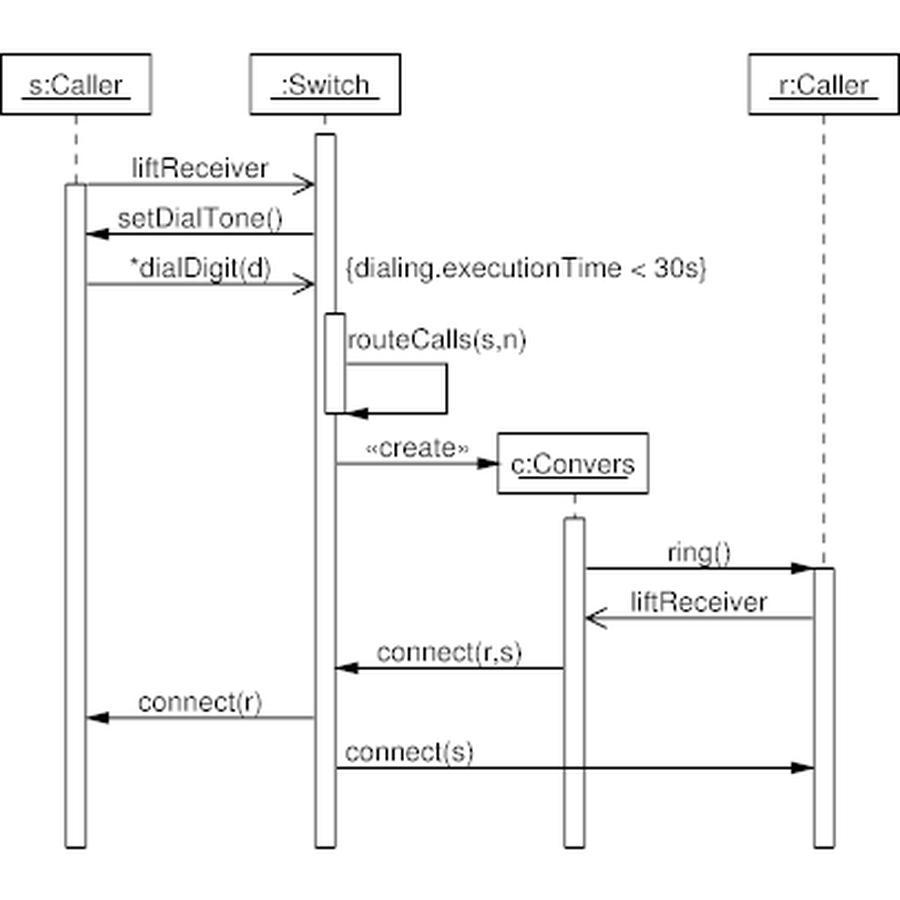 s:Caller
:Switch
r:Caller
liftReceiver
setDialTone()
*dialDigit(d)
{dialing.executionTime < 30s}
routeCalls(s,n)
«create»
c:Convers
ring()
liftReceiver
connect(r,s)
connect(r)
connect(s)